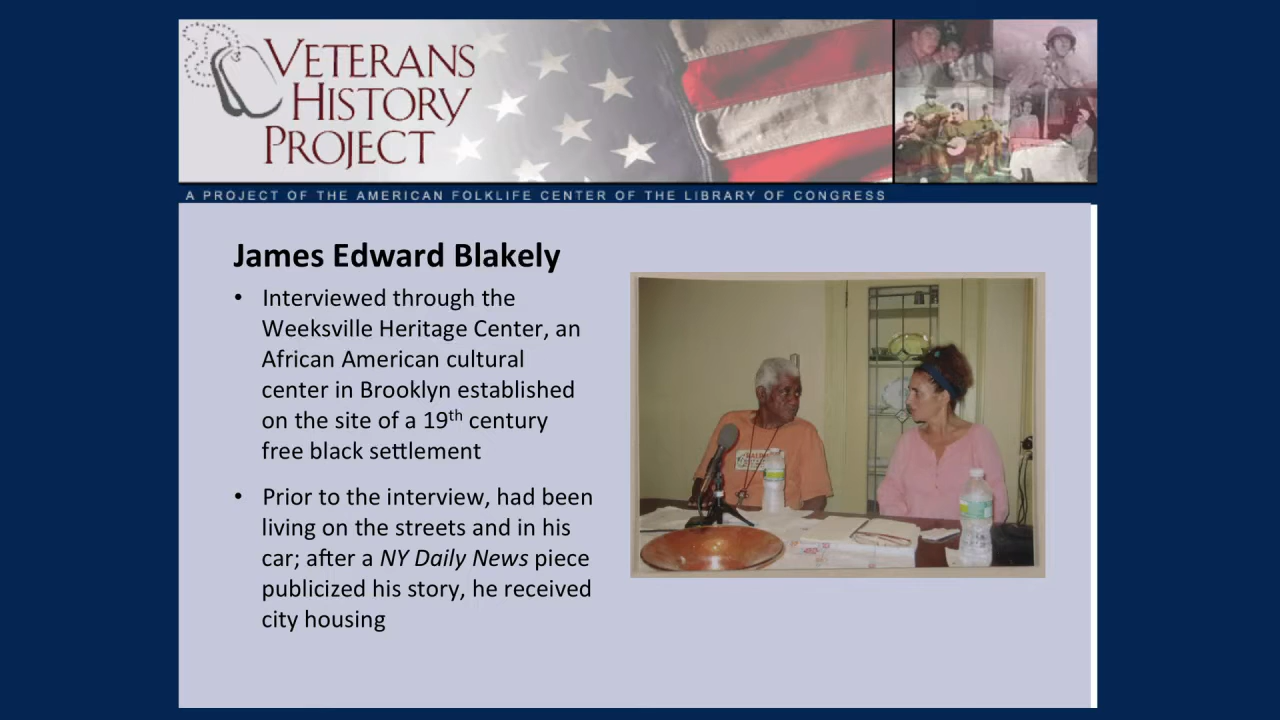 VETERANS
HISTORY
PROJECT
A PROJECT OF THE AMERICAN FOLKLIFE CENTER OF THE LIBRARY OF CONGRESS
James Edward Blakely
• Interviewed through the
Weeksville Heritage Center, an
African American cultural
center in Brooklyn established
on the site of a 19th century
free black settlement
• Prior to the interview, had been
living on the streets and in his
car; after a NY Daily News piece
publicized his story, he received
city housing